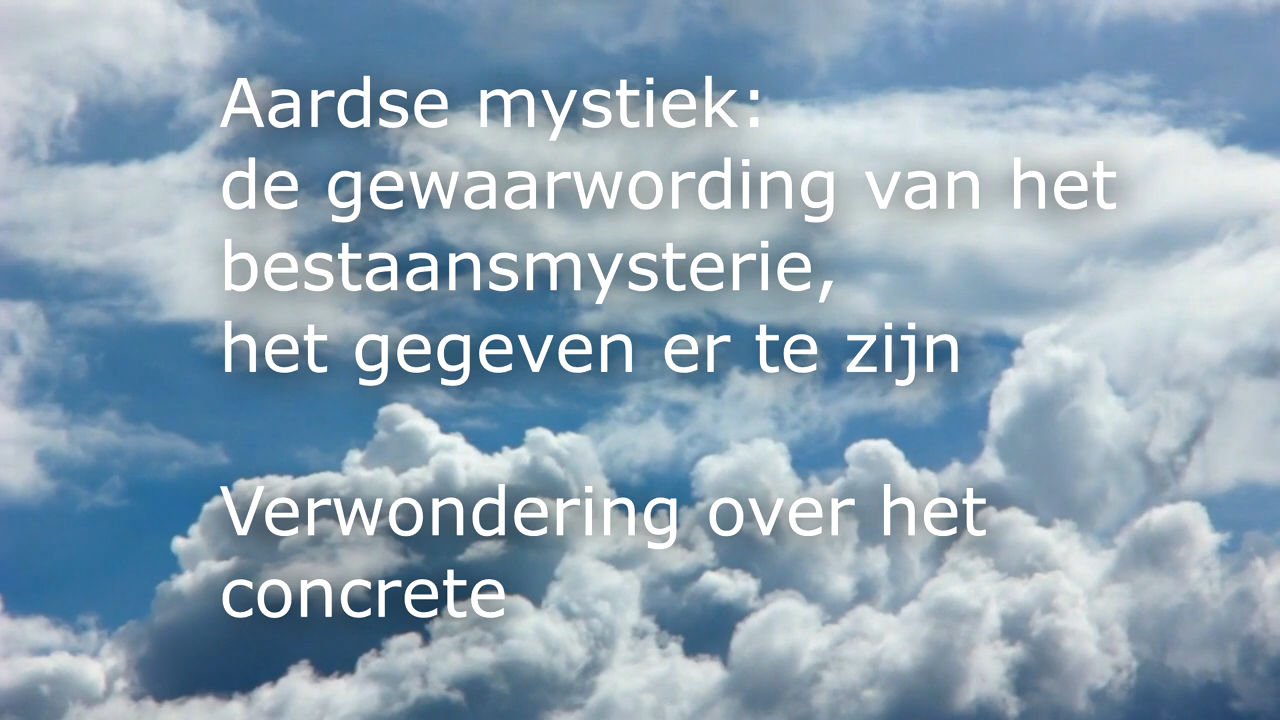 Aardse mystiek:
de gewaarwording van het
bestaansmysterie,
het gegeven er te zijn
Verwondering over het
concrete